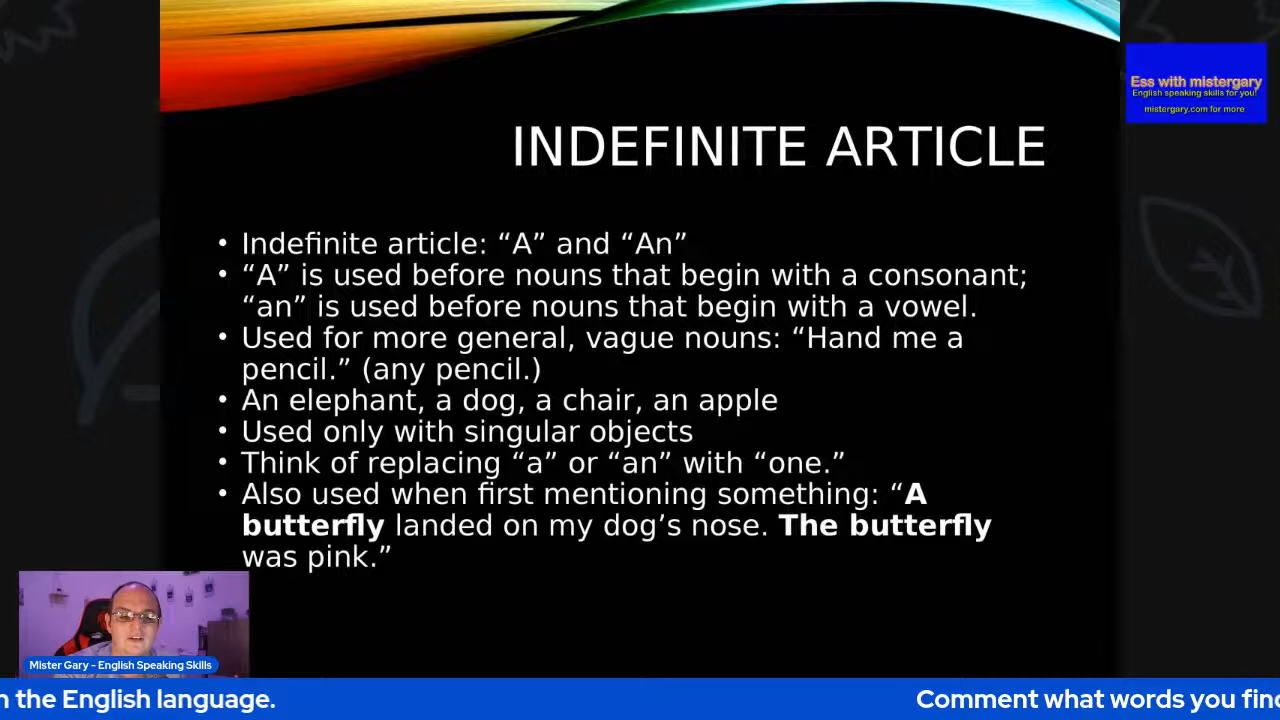 Ess with mistergary
English speaking skills for you!
mistergary.com for more
INDEFINITE ARTICLE
• Indefinite article: “A” and “An”
• “A” is used before nouns that begin with a consonant;
“an” is used before nouns that begin with a vowel.
• Used for more general, vague nouns: “Hand me a
pencil.” (any pencil.)
• An elephant, a dog, a chair, an apple
• Used only with singular objects
• Think of replacing “a” or “an” with “one.”
• Also used when first mentioning something: “A
butterfly landed on my dog’s nose. The butterfly
was pink.”
Mister Gary - English Speaking Skills
the English language. Comment what words you